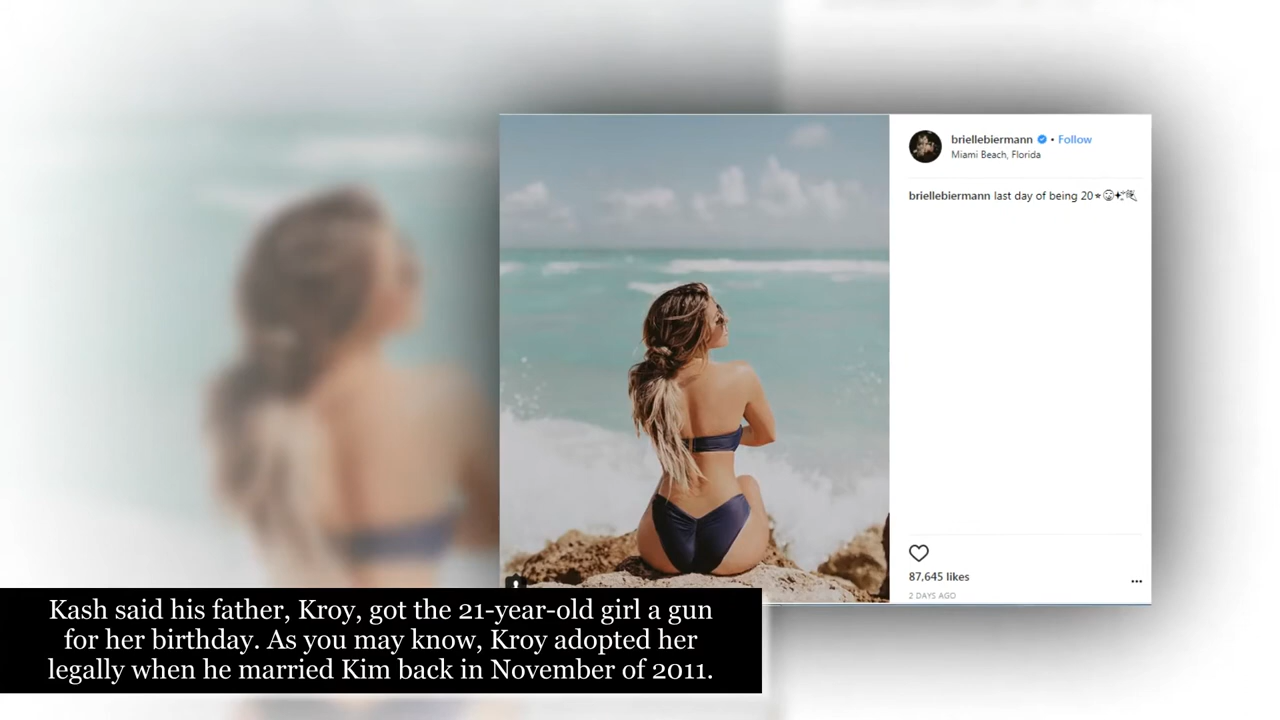 briellebiermann • Follow
Miami Beach, Florida
briellebiermann last day of being 20
87,645 likes
2 DAYS AGO
Kash said his father, Kroy, got the 21-year-old girl a gun
for her birthday. As you may know, Kroy adopted her
legally when he married Kim back in November of 2011.